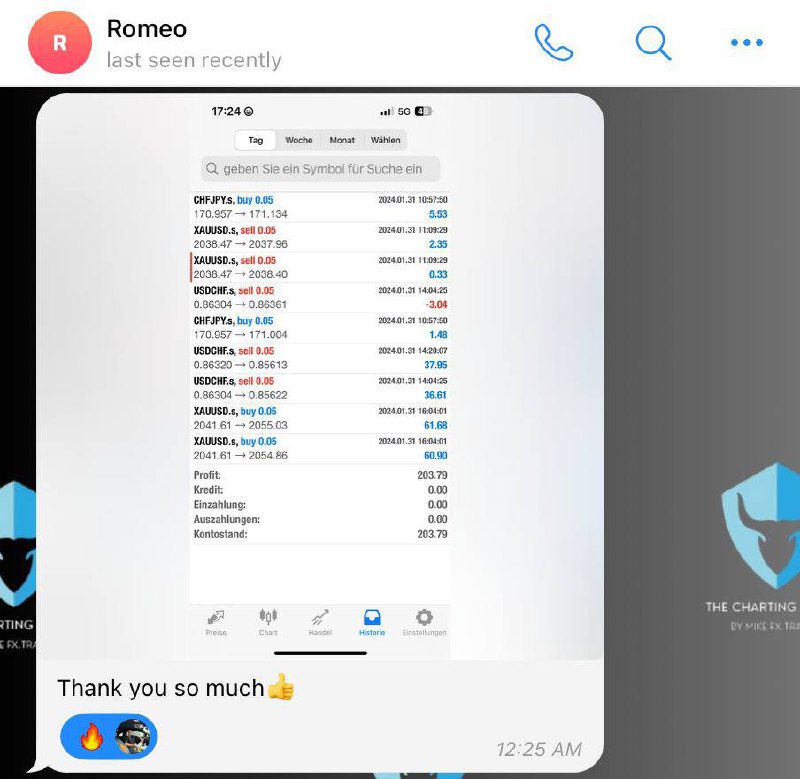 Romeo
last seen recently
R
17:24
5G 49
Tag Woche Monat Wählen
geben Sie ein Symbol für Suche ein
CHFJPY.s, buy 0.05 2024.01.31 10:57:50
170.957 → 171.134 5.53
XAUUSD.s, sell 0.05 2024.01.31 11:09:29
2038.47 → 2037.96 2.35
XAUUSD.s, sell 0.05 2024.01.31 11:09:29
2038.47 → 2038.40 0.33
USDCHF.s, sell 0.05 2024.01.31 14:04:25
0.86304 → 0.86361 -3.04
CHFJPY.s, buy 0.05 2024.01.31 10:57:50
170.957 → 171.004 1.48
USDCHF.s, sell 0.05 2024.01.31 14:20:07
0.86320 → 0.85613 37.95
USDCHF.s, sell 0.05 2024.01.31 14:04:25
0.86304 → 0.85622 36.61
XAUUSD.s, buy 0.05 2024.01.31 16:04:01
2041.61 → 2055.03 61.68
XAUUSD.s, buy 0.05 2024.01.31 16:04:01
2041.61 → 2054.86 60.90
Profit: 203.79
Kredit: 0.00
Einzahlung: 0.00
Auszahlungen: 0.00
Kontostand: 203.79
Preise Chart Handel Historie Einstellungen
Thank you so much👍
12:25 AM
RTING
E FX.TRA
THE CHARTING
BY MIKE FX.TRA